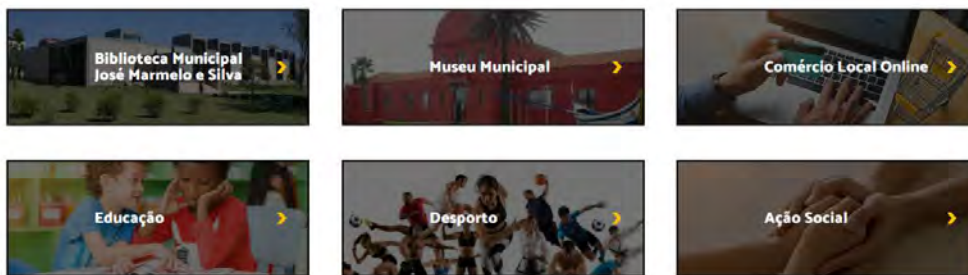 Biblioteca Municipal
José Marmelo e Silva
Museu Municipal
Comércio Local Online
Educação
Desporto
Ação Social